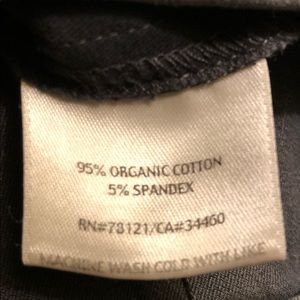 95% ORGANIC COTTON
5% SPANDEX
RN#78121/CA#34460
MACHINE WASH COLD WITH LIKE